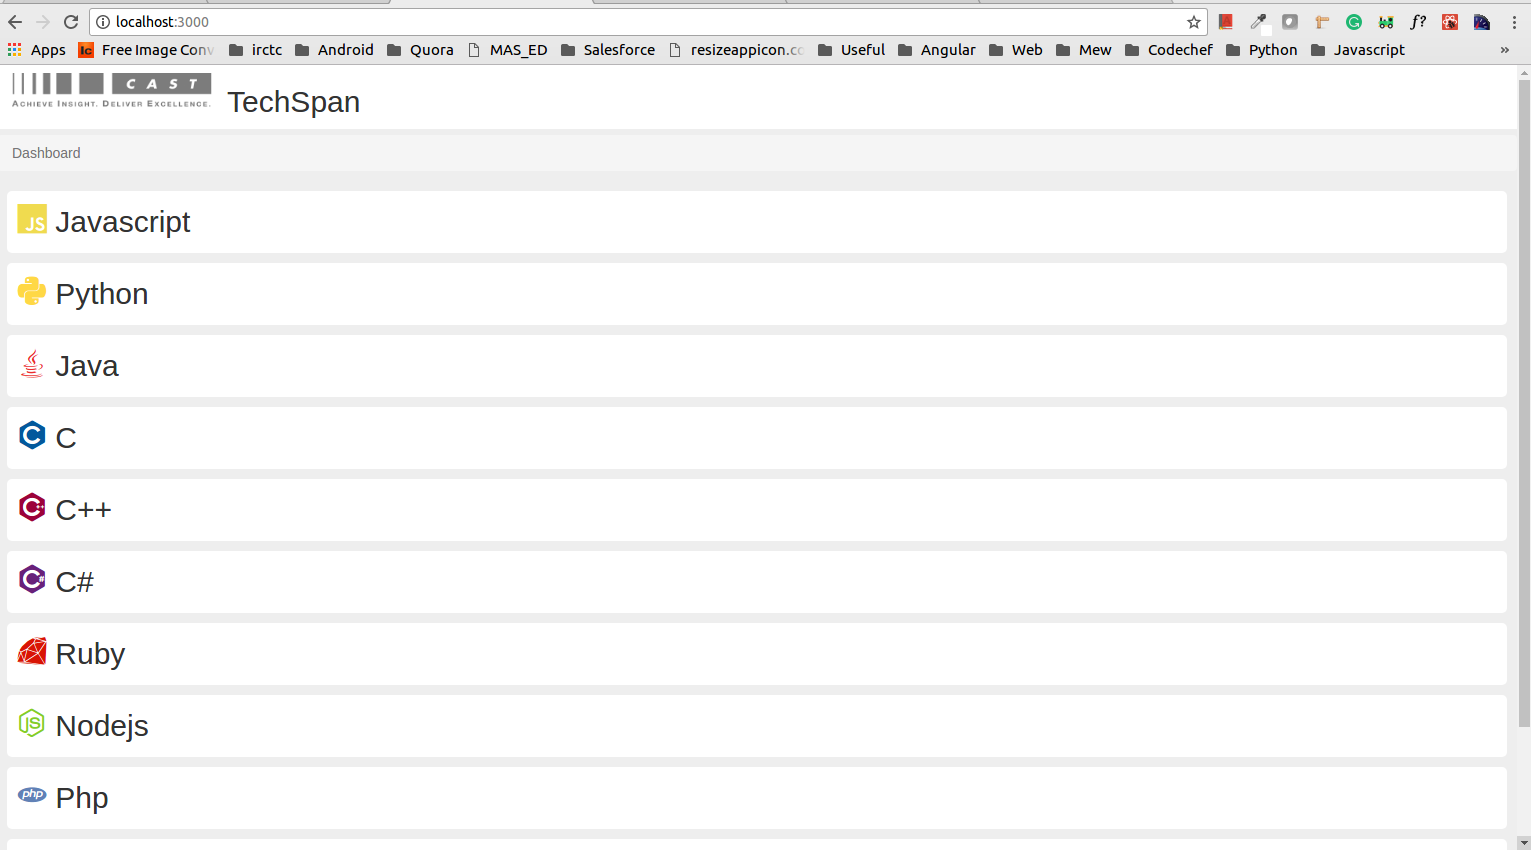 localhost:3000
Apps Free Image Conv irctc Android Quora MAS_ED Salesforce resizeappicon.co Useful Angular Web Mew Codechef Python Javascript »
CAST
ACHIEVE INSIGHT. DELIVER EXCELLENCE.
TechSpan
Dashboard
JS Javascript
Python
Java
C C
C++ C++
C# C#
Ruby
JS Nodejs
php Php